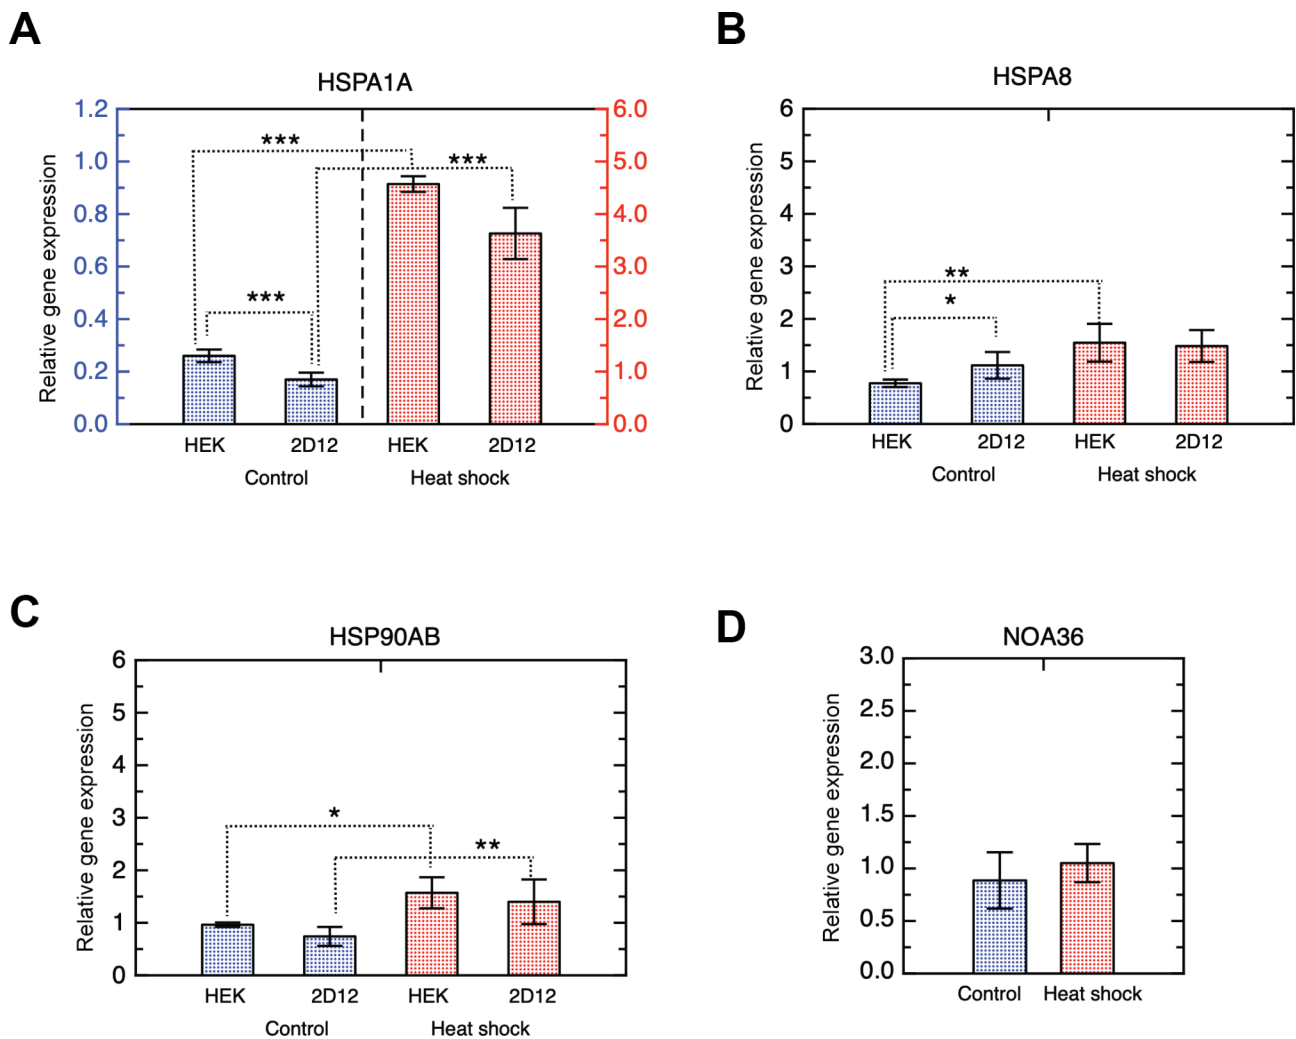 A
HSPA1A
Relative gene expression
1.2
1.0
0.8
0.6
0.4
0.2
0.0
6.0
5.0
4.0
3.0
2.0
1.0
0.0
***
***
***
HEK 2D12 HEK 2D12
Control Heat shock
B
HSPA8
Relative gene expression
6
5
4
3
2
1
0
**
*
HEK 2D12 HEK 2D12
Control Heat shock
C
HSP90AB
Relative gene expression
6
5
4
3
2
1
0
*
**
HEK 2D12 HEK 2D12
Control Heat shock
D
NOA36
Relative gene expression
3.0
2.5
2.0
1.5
1.0
0.5
0.0
Control Heat shock